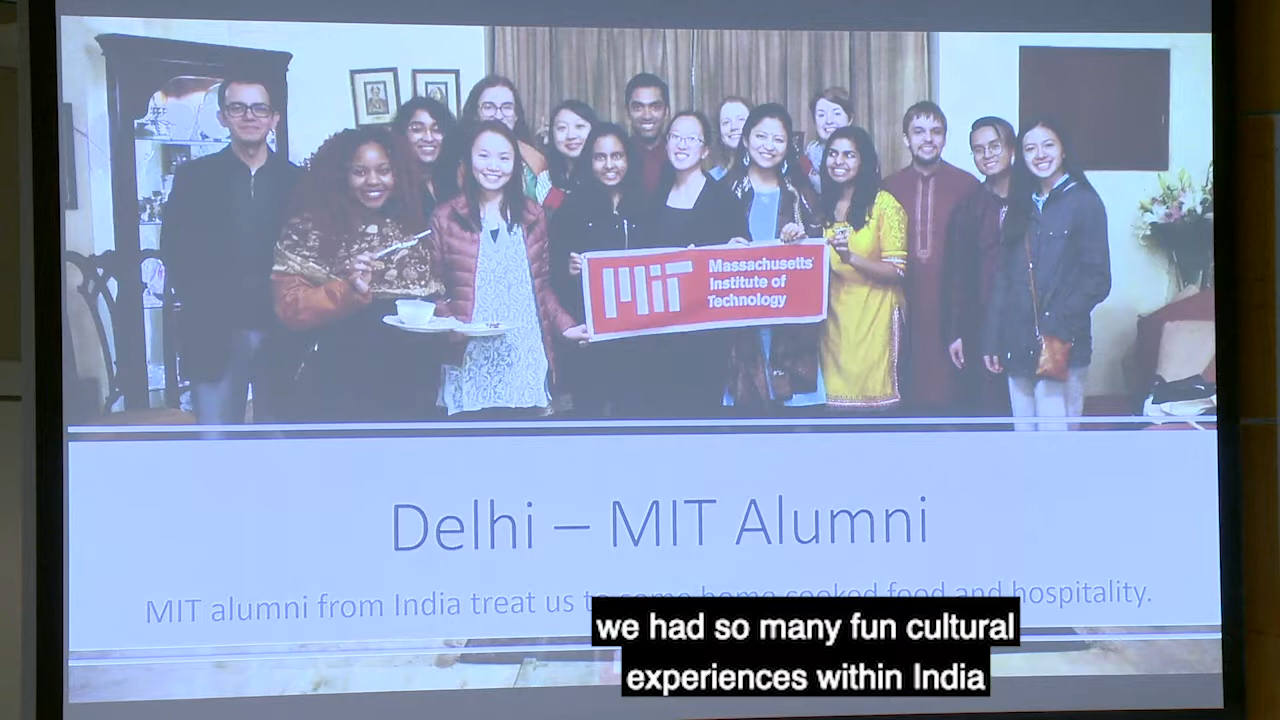 MIT
Massachusetts
Institute of
Technology
Delhi – MIT Alumni
MIT alumni from India treat us to some home cooked food and hospitality.
we had so many fun cultural
experiences within India